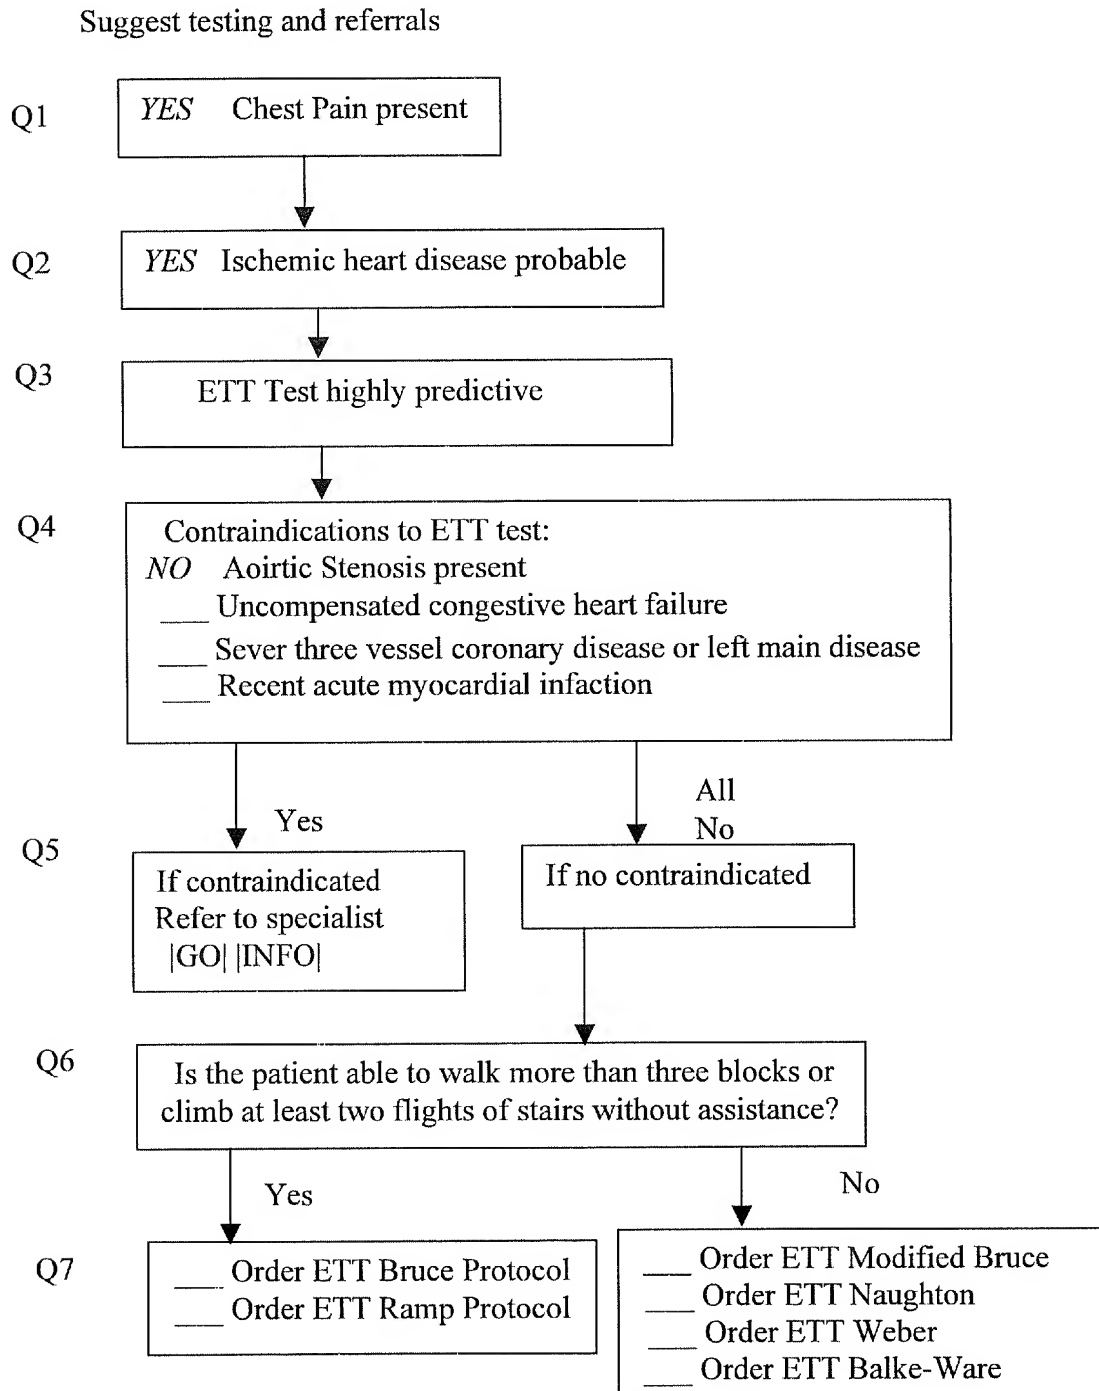 Suggest testing and referrals
Q1
YES Chest Pain present
Q2
YES Ischemic heart disease probable
Q3
ETT Test highly predictive
Q4
Contraindications to ETT test:
NO Aoirtic Stenosis present
___ Uncompensated congestive heart failure
___ Sever three vessel coronary disease or left main disease
___ Recent acute myocardial infaction
Yes
All
No
Q5
If contraindicated
Refer to specialist
|GO| |INFO|
If no contraindicated
Q6
Is the patient able to walk more than three blocks or
climb at least two flights of stairs without assistance?
Yes
No
Q7
___ Order ETT Bruce Protocol
___ Order ETT Ramp Protocol
___ Order ETT Modified Bruce
___ Order ETT Naughton
___ Order ETT Weber
___ Order ETT Balke-Ware